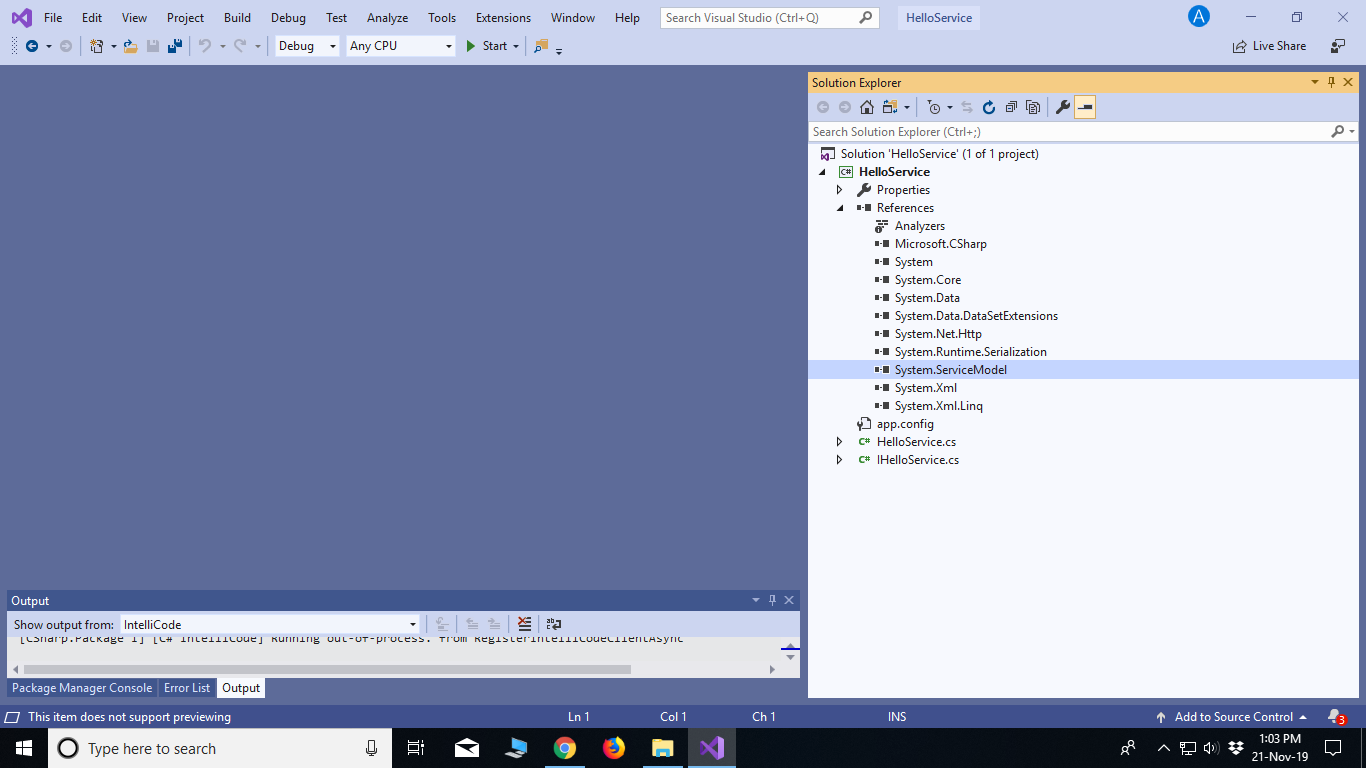 File Edit View Project Build Debug Test Analyze Tools Extensions Window Help Search Visual Studio (Ctrl+Q) HelloService A
Debug Any CPU Start Live Share
Solution Explorer
Search Solution Explorer (Ctrl+;)
Solution 'HelloService' (1 of 1 project)
C# HelloService
Properties
References
Analyzers
Microsoft.CSharp
System
System.Core
System.Data
System.Data.DataSetExtensions
System.Net.Http
System.Runtime.Serialization
System.ServiceModel
System.Xml
System.Xml.Linq
app.config
C# HelloService.cs
C# IHelloService.cs
Output
Show output from: IntelliCode
[CSharp.Package 1] [C# IntelliCode] Running out-of-process. from RegisterIntelliCodeClientAsync
Package Manager Console Error List Output
This item does not support previewing Ln 1 Col 1 Ch 1 INS Add to Source Control 3
Type here to search
1:03 PM
21-Nov-19